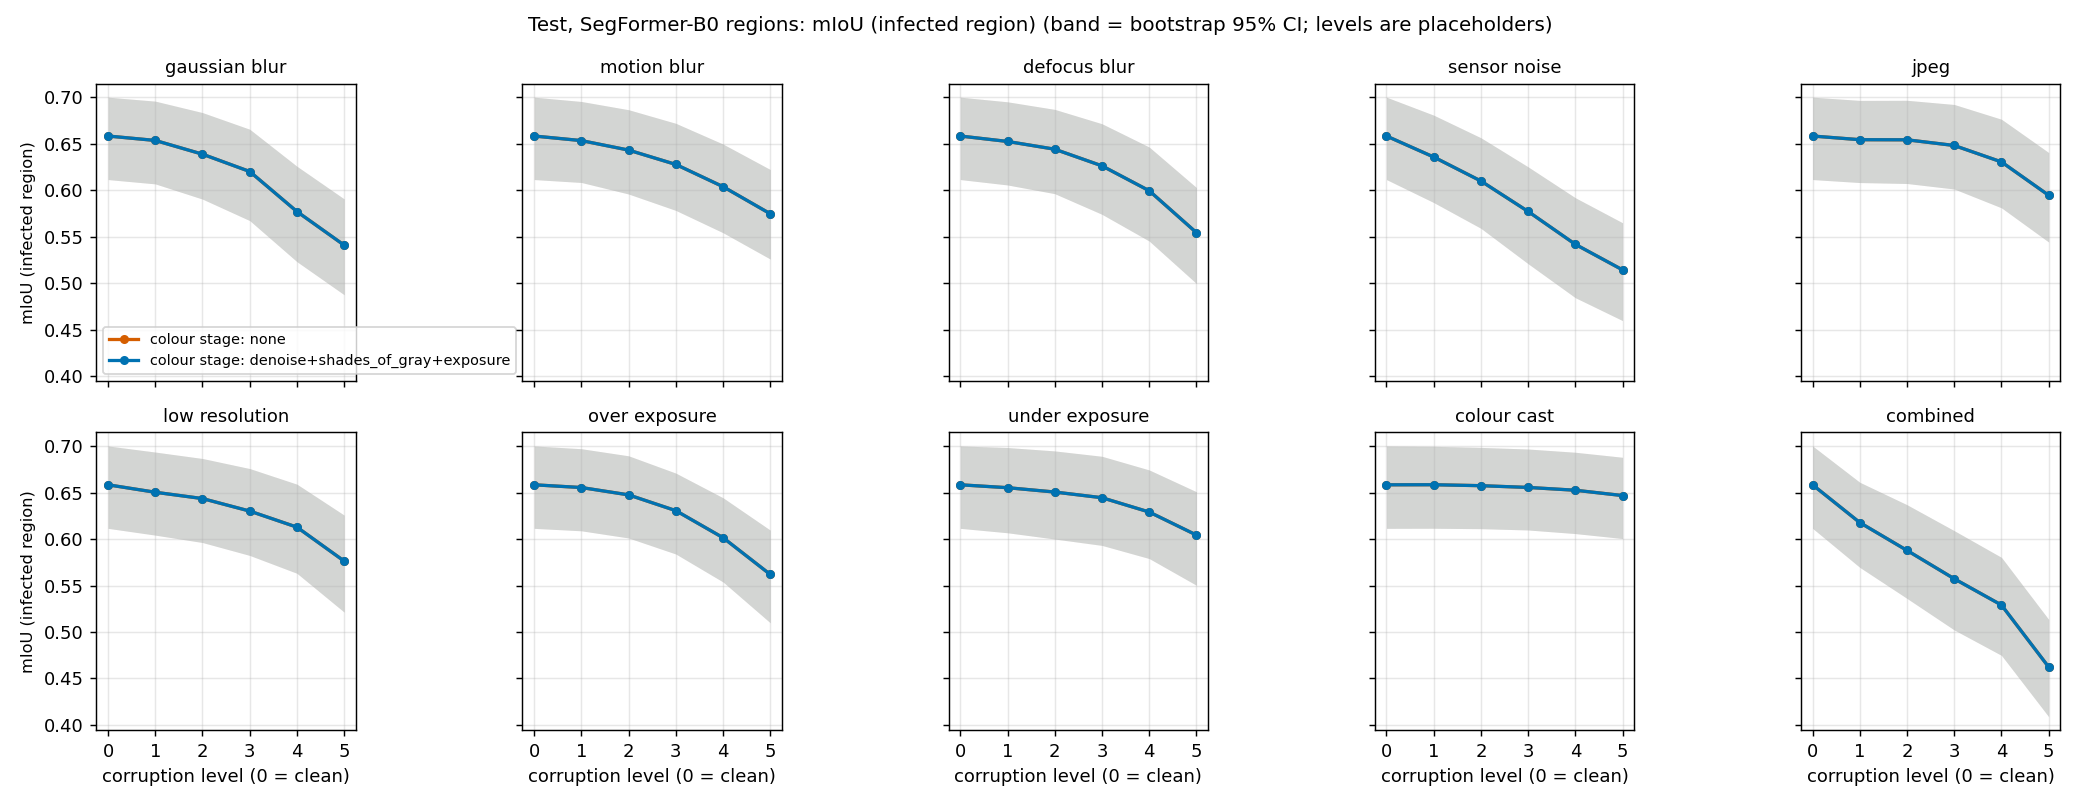 Test, SegFormer-B0 regions: mIoU (infected region) (band = bootstrap 95% CI; levels are placeholders)
gaussian blur
motion blur
defocus blur
sensor noise
jpeg
mIoU (infected region)
0.70
0.65
0.60
0.55
0.50
0.45
0.40
colour stage: none
colour stage: denoise+shades_of_gray+exposure
low resolution
over exposure
under exposure
colour cast
combined
mIoU (infected region)
0.70
0.65
0.60
0.55
0.50
0.45
0.40
0 1 2 3 4 5
0 1 2 3 4 5
0 1 2 3 4 5
0 1 2 3 4 5
0 1 2 3 4 5
corruption level (0 = clean)
corruption level (0 = clean)
corruption level (0 = clean)
corruption level (0 = clean)
corruption level (0 = clean)